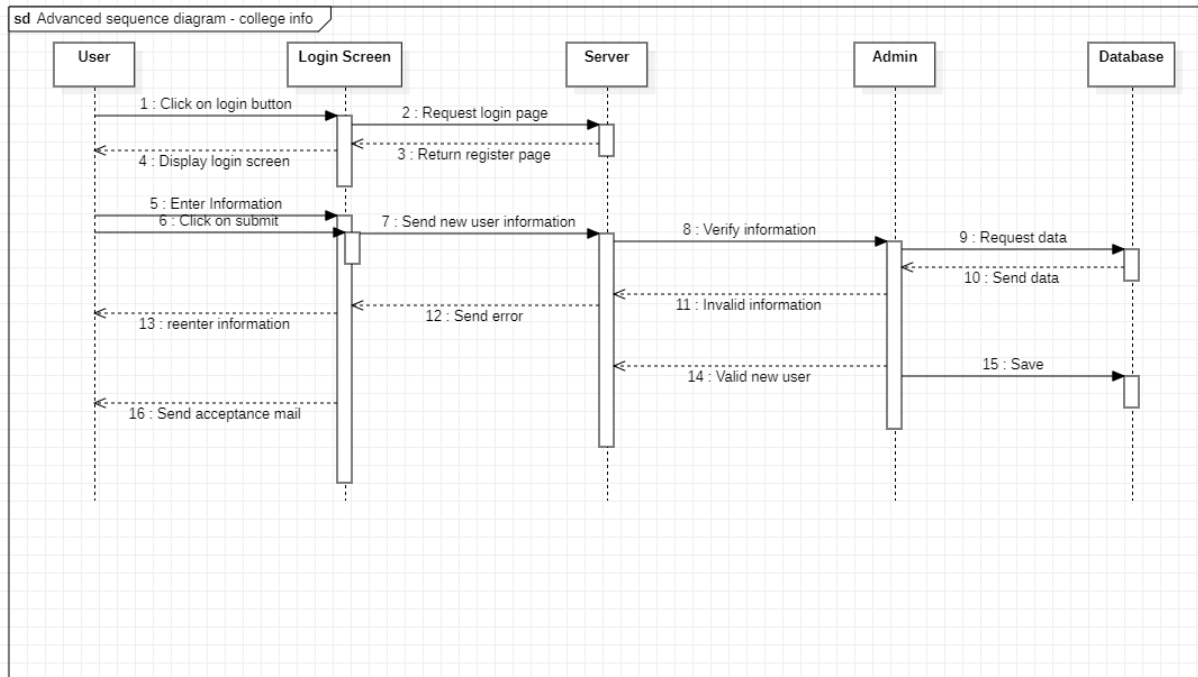 sd Advanced sequence diagram - college info
User
Login Screen
Server
Admin
Database
1 : Click on login button
2 : Request login page
3 : Return register page
4 : Display login screen
5 : Enter Information
6 : Click on submit
7 : Send new user information
8 : Verify information
9 : Request data
10 : Send data
11 : Invalid information
12 : Send error
13 : reenter information
14 : Valid new user
15 : Save
16 : Send acceptance mail